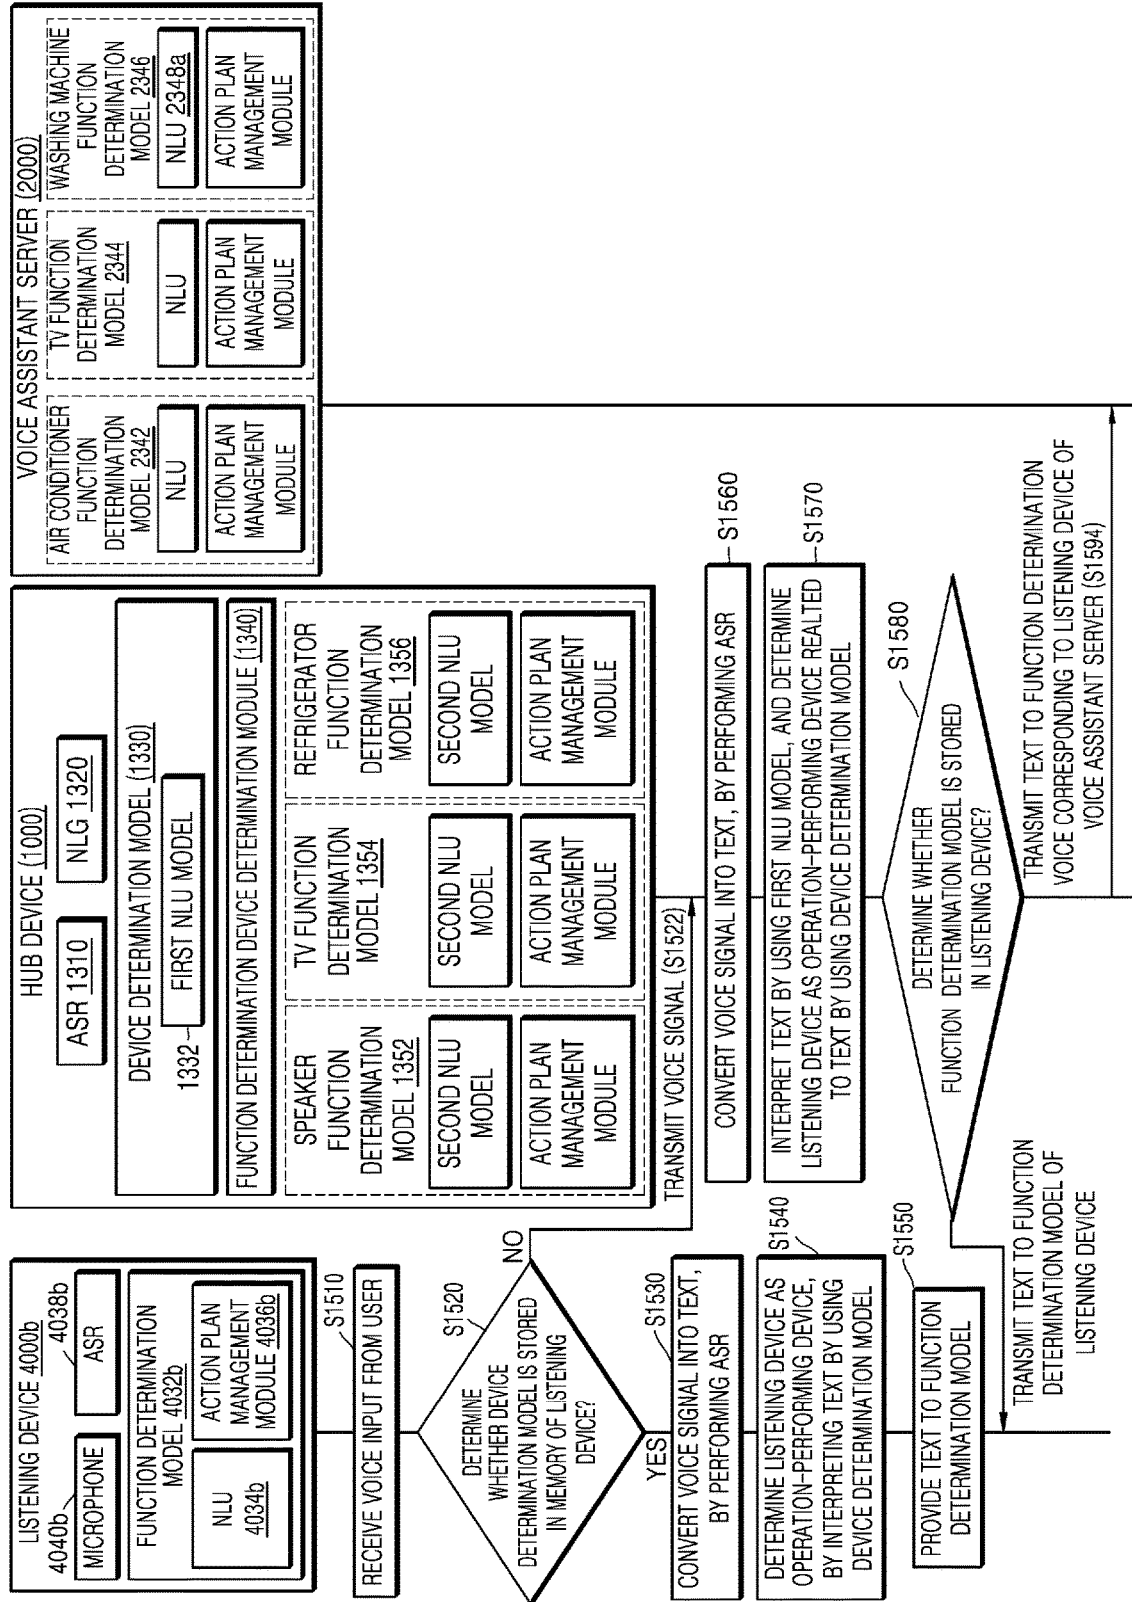 LISTENING DEVICE 4000b
4040b
4038b
MICROPHONE
ASR
FUNCTION DETERMINATION
MODEL 4032b
NLU
4034b
ACTION PLAN
MANAGEMENT
MODULE 4036b
HUB DEVICE (1000)
ASR 1310
NLG 1320
DEVICE DETERMINATION MODEL (1330)
1332
FIRST NLU MODEL
FUNCTION DETERMINATION DEVICE DETERMINATION MODULE (1340)
SPEAKER
FUNCTION
DETERMINATION
MODEL 1352
SECOND NLU
MODEL
ACTION PLAN
MANAGEMENT
MODULE
TV FUNCTION
DETERMINATION
MODEL 1354
SECOND NLU
MODEL
ACTION PLAN
MANAGEMENT
MODULE
REFRIGERATOR
FUNCTION
DETERMINATION
MODEL 1356
SECOND NLU
MODEL
ACTION PLAN
MANAGEMENT
MODULE
VOICE ASSISTANT SERVER (2000)
AIR CONDITIONER
FUNCTION
DETERMINATION
MODEL 2342
NLU
ACTION PLAN
MANAGEMENT
MODULE
TV FUNCTION
DETERMINATION
MODEL 2344
NLU
ACTION PLAN
MANAGEMENT
MODULE
WASHING MACHINE
FUNCTION
DETERMINATION
MODEL 2346
NLU 2348a
ACTION PLAN
MANAGEMENT
MODULE
S1510
RECEIVE VOICE INPUT FROM USER
S1520
DETERMINE
WHETHER DEVICE
DETERMINATION MODEL IS STORED
IN MEMORY OF LISTENING
DEVICE?
NO
TRANSMIT VOICE SIGNAL (S1522)
YES
S1530
CONVERT VOICE SIGNAL INTO TEXT,
BY PERFORMING ASR
S1540
DETERMINE LISTENING DEVICE AS
OPERATION-PERFORMING DEVICE,
BY INTERPRETING TEXT BY USING
DEVICE DETERMINATION MODEL
S1550
PROVIDE TEXT TO FUNCTION
DETERMINATION MODEL
CONVERT VOICE SIGNAL INTO TEXT, BY PERFORMING ASR
S1560
INTERPRET TEXT BY USING FIRST NLU MODEL, AND DETERMINE
LISTENING DEVICE AS OPERATION-PERFORMING DEVICE REALTED
TO TEXT BY USING DEVICE DETERMINATION MODEL
S1570
S1580
DETERMINE WHETHER
FUNCTION DETERMINATION MODEL IS STORED
IN LISTENING DEVICE?
TRANSMIT TEXT TO FUNCTION
DETERMINATION MODEL OF
LISTENING DEVICE
TRANSMIT TEXT TO FUNCTION DETERMINATION
VOICE CORRESPONDING TO LISTENING DEVICE OF
VOICE ASSISTANT SERVER (S1594)